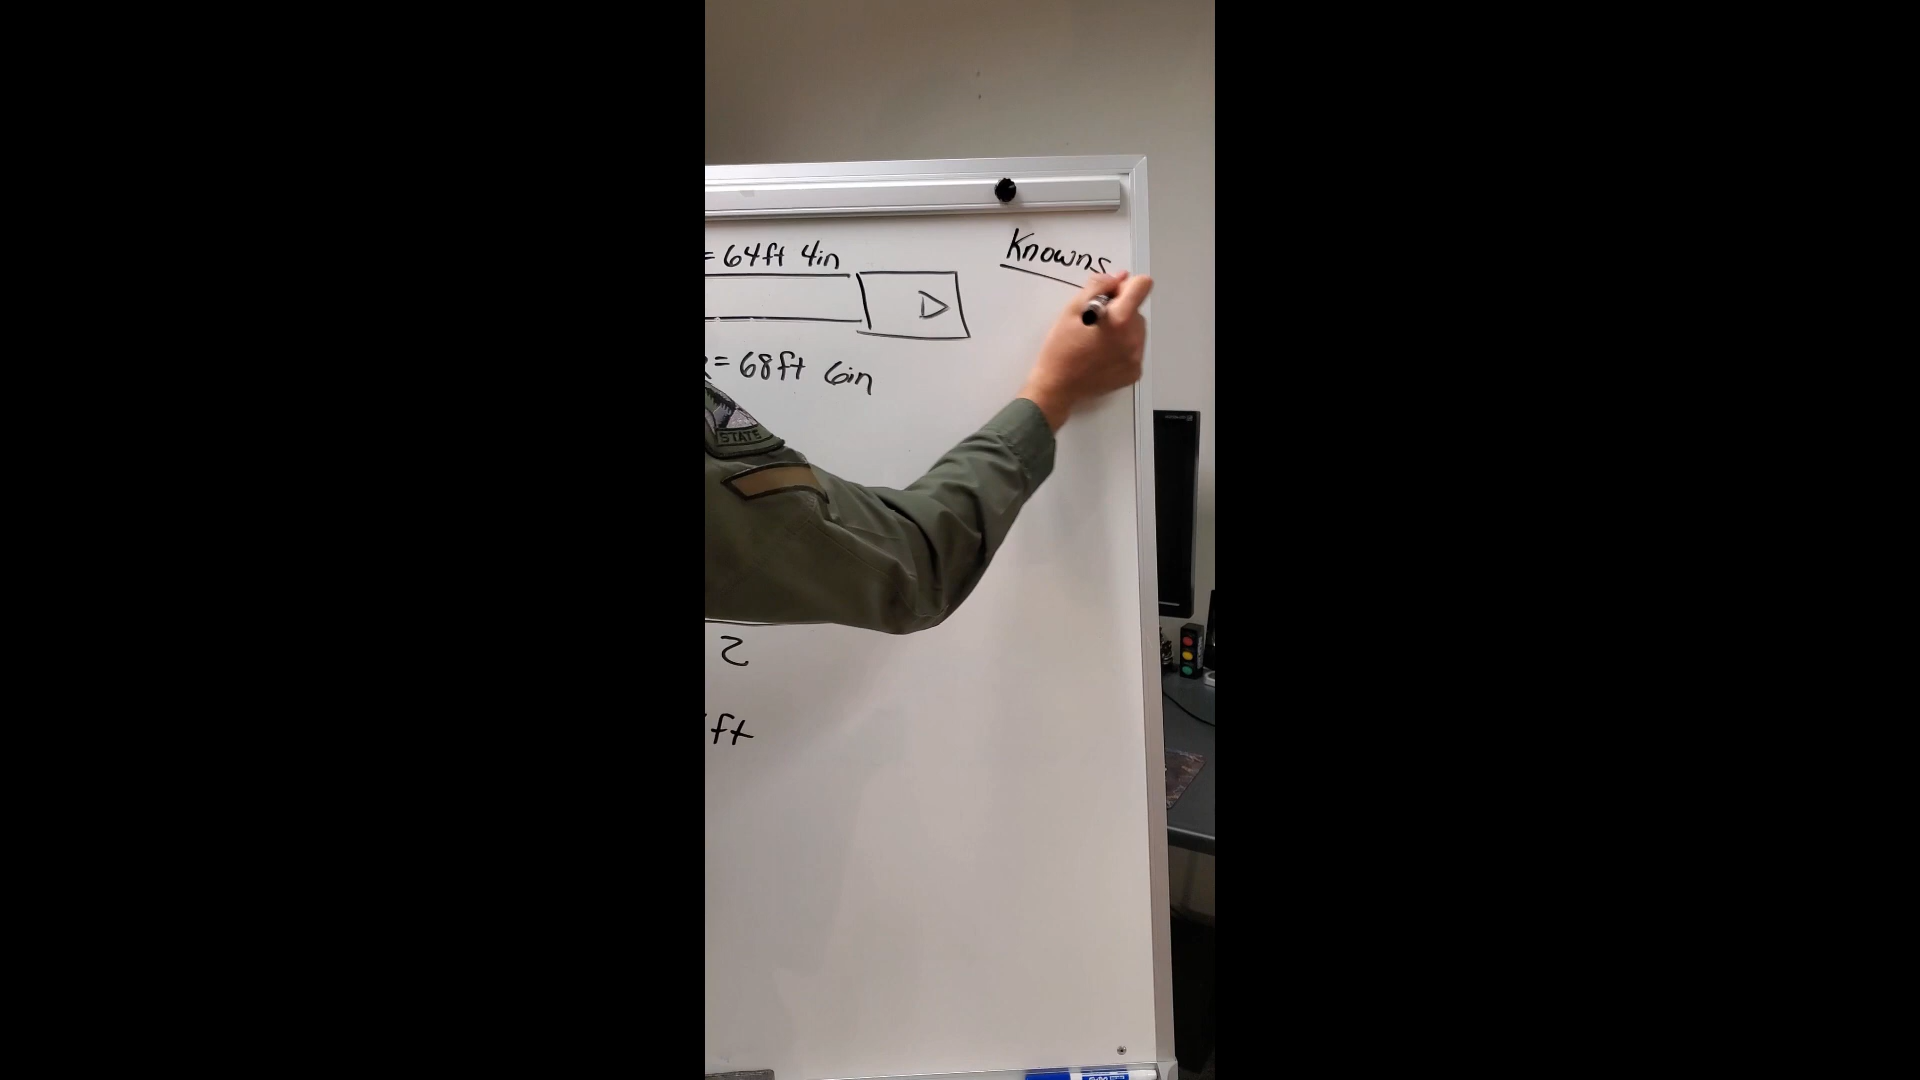 = 64ft 4in
Knowns
D
= 68ft 6in
STATE
2
ft